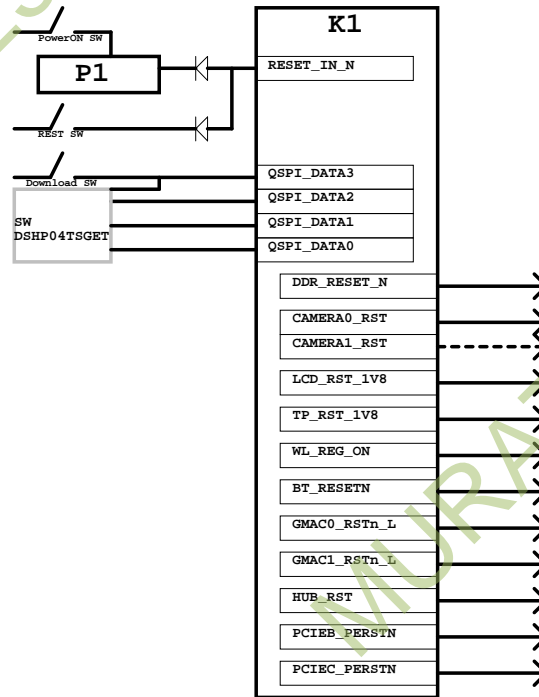 K1
PowerON SW
P1
RESET_IN_N
REST SW
Download SW
QSPI_DATA3
QSPI_DATA2
SW
DSHP04TSGET
QSPI_DATA1
QSPI_DATA0
DDR_RESET_N
CAMERA0_RST
CAMERA1_RST
LCD_RST_1V8
TP_RST_1V8
WL_REG_ON
BT_RESETN
GMAC0_RSTn_L
GMAC1_RSTn_L
HUB_RST
PCIEB_PERSTN
PCIEC_PERSTN
MURA